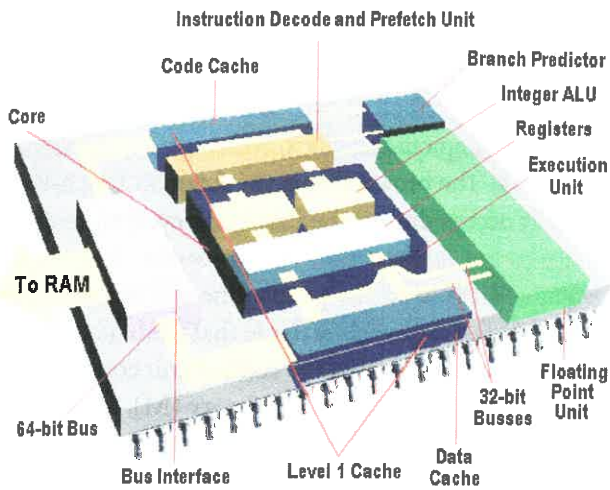 Instruction Decode and Prefetch Unit
Code Cache
Branch Predictor
Integer ALU
Core
Registers
Execution
Unit
To RAM
64-bit Bus
Bus Interface
Level 1 Cache
Data
Cache
32-bit
Busses
Floating
Point
Unit